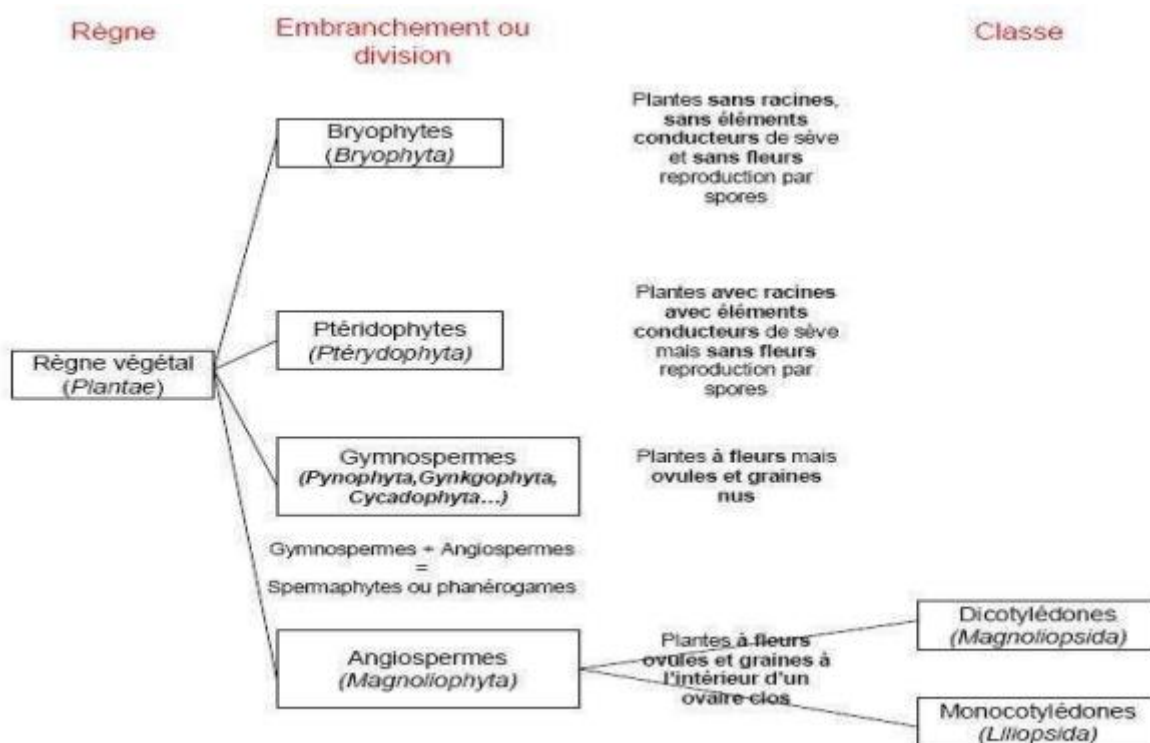 Règne
Embranchement ou
division
Classe
Bryophytes
(Bryophyta)
Plantes sans racines,
sans éléments
conducteurs de sève
et sans fleurs
reproduction par
spores
Ptéridophytes
(Ptérydophyta)
Plantes avec racines
avec éléments
conducteurs de sève
mais sans fleurs
reproduction par
spores
Règne végétal
(Plantae)
Gymnospermes
(Pynophyta,Gynkgophyta,
Cycadophyta...)
Plantes à fleurs mais
ovules et graines
nus
Gymnospermes + Angiospermes
=
Spermaphytes ou phanérogames
Angiospermes
(Magnoliophyta)
Plantes à fleurs
ovules et graines à
l'intérieur d'un
ovaire clos
Dicotylédones
(Magnoliopsida)
Monocotylédones
(Liliopsida)